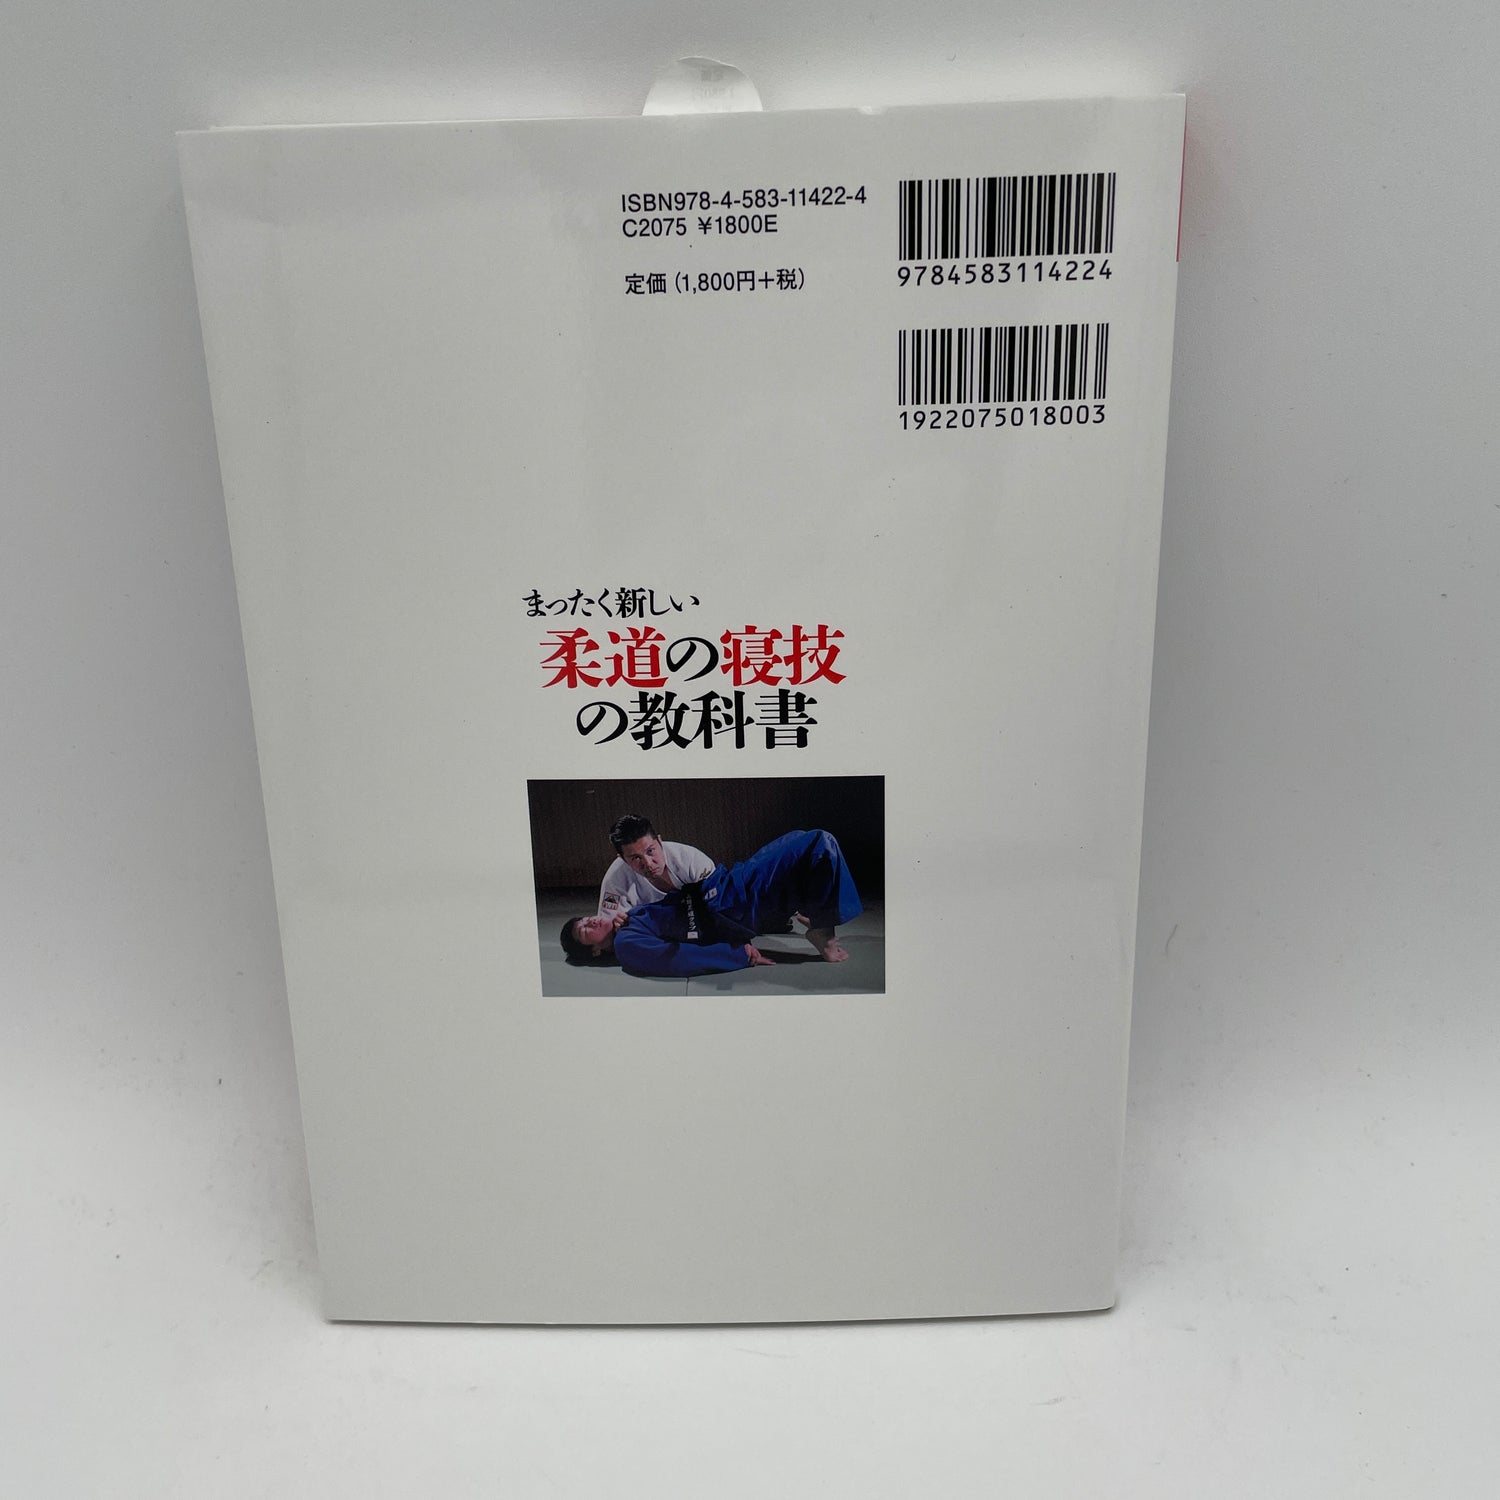 ISBN978-4-583-11422-4
C2075 ¥1800E
定価（1,800円＋税）
9784583114224
1922075018003
まったく新しい
柔道の寝技
の教科書